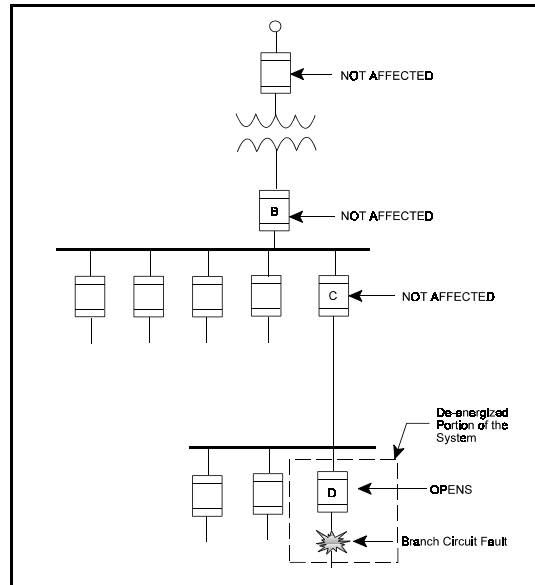 NOT AFFECTED
B
NOT AFFECTED
C
NOT AFFECTED
De-energized
Portion of the
System
D
OPENS
Branch Circuit Fault